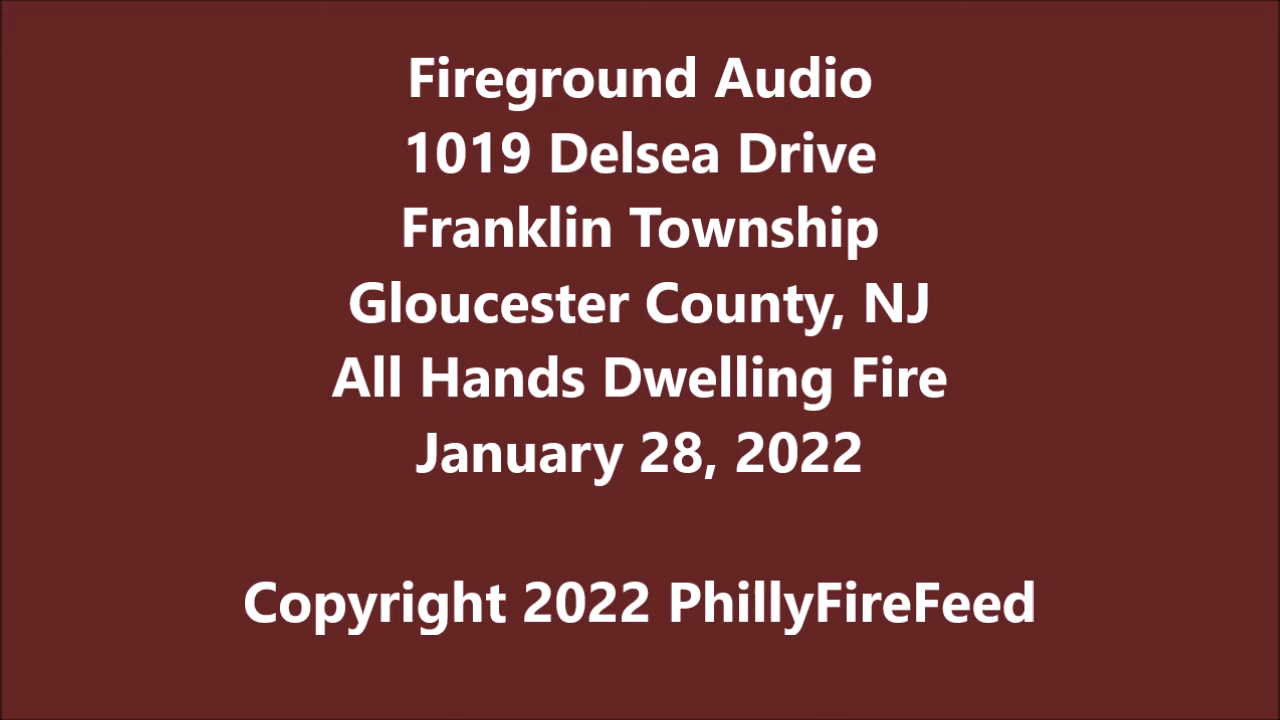 Fireground Audio
1019 Delsea Drive
Franklin Township
Gloucester County, NJ
All Hands Dwelling Fire
January 28, 2022
Copyright 2022 PhillyFireFeed